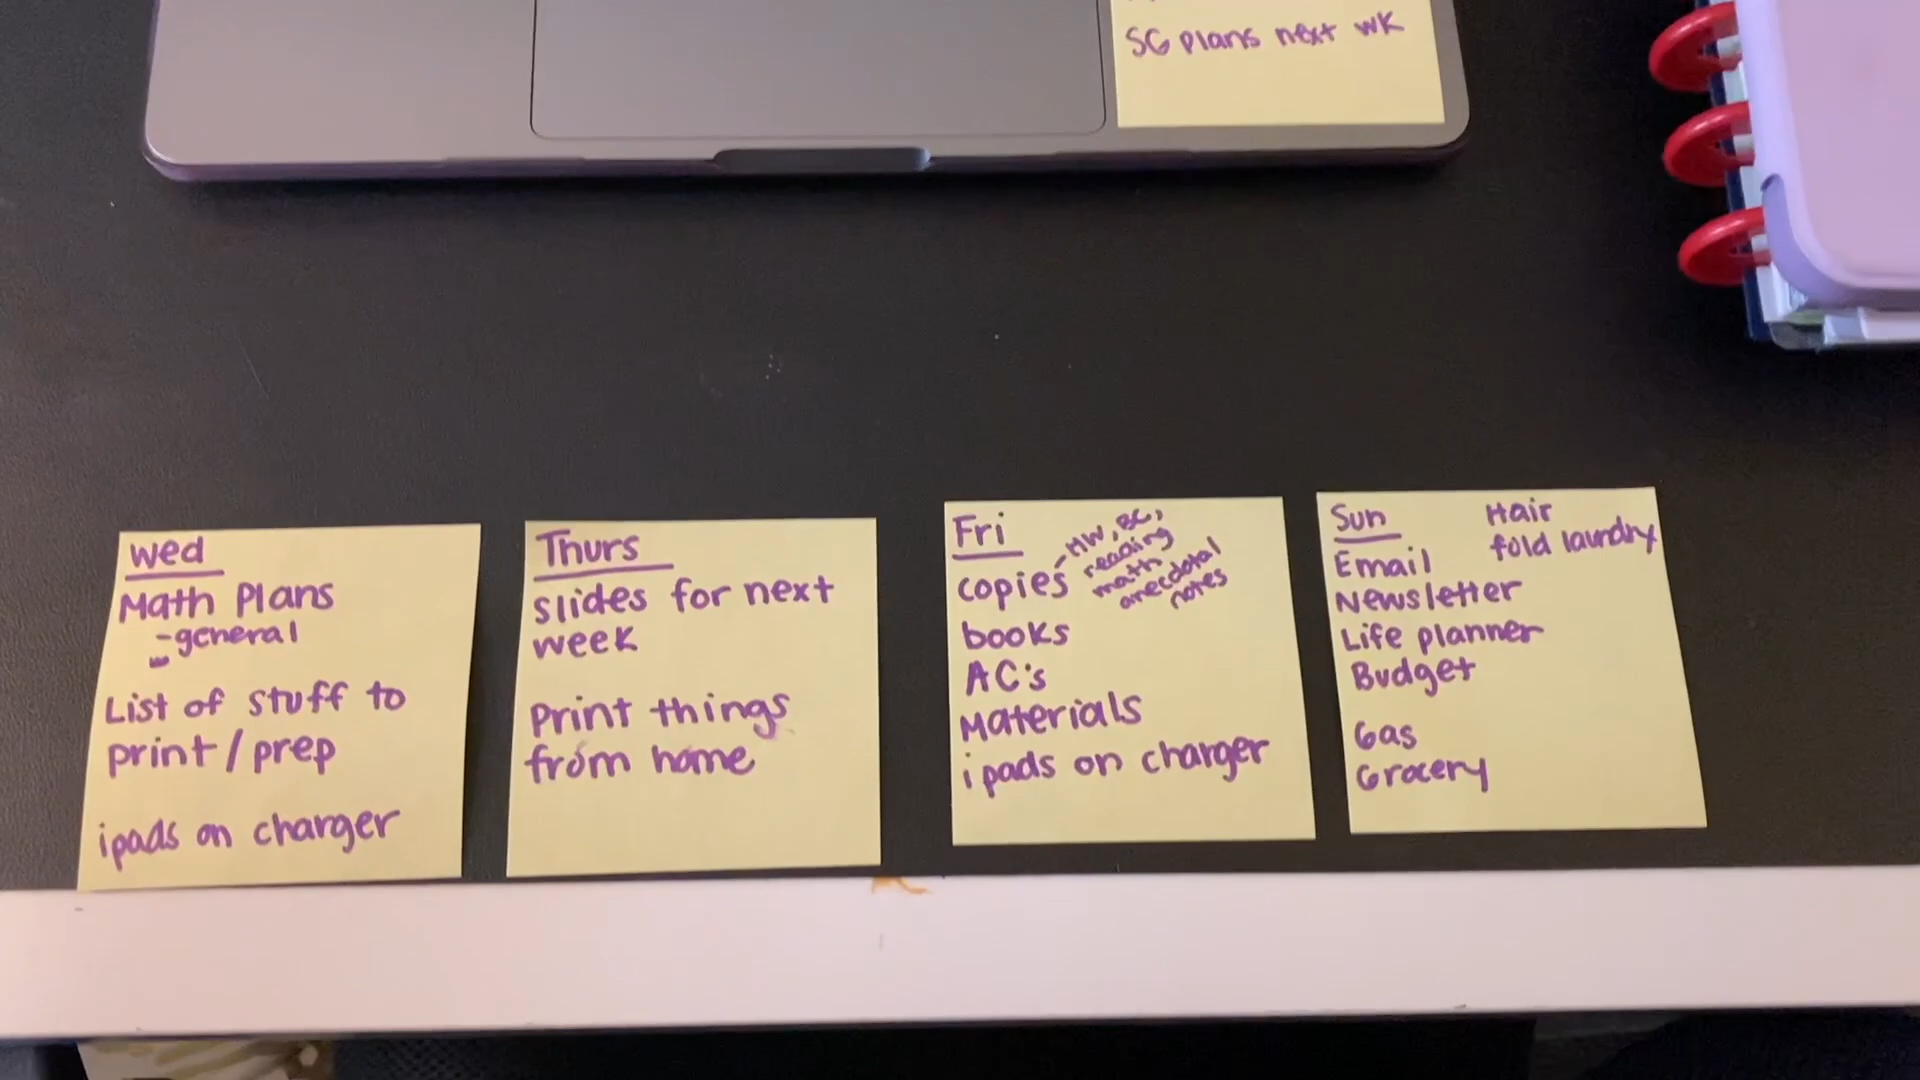 SG plans next wk
Wed
Math Plans
-general
List of stuff to
print/prep
ipads on charger
Thurs
slides for next
week
Print things
from home
Fri
copies - HW, BC,
reading
math
anecdotal
notes
books
AC's
Materials
ipads on charger
Sun
Email
Newsletter
Life planner
Budget
Gas
Grocery
Hair
fold laundry